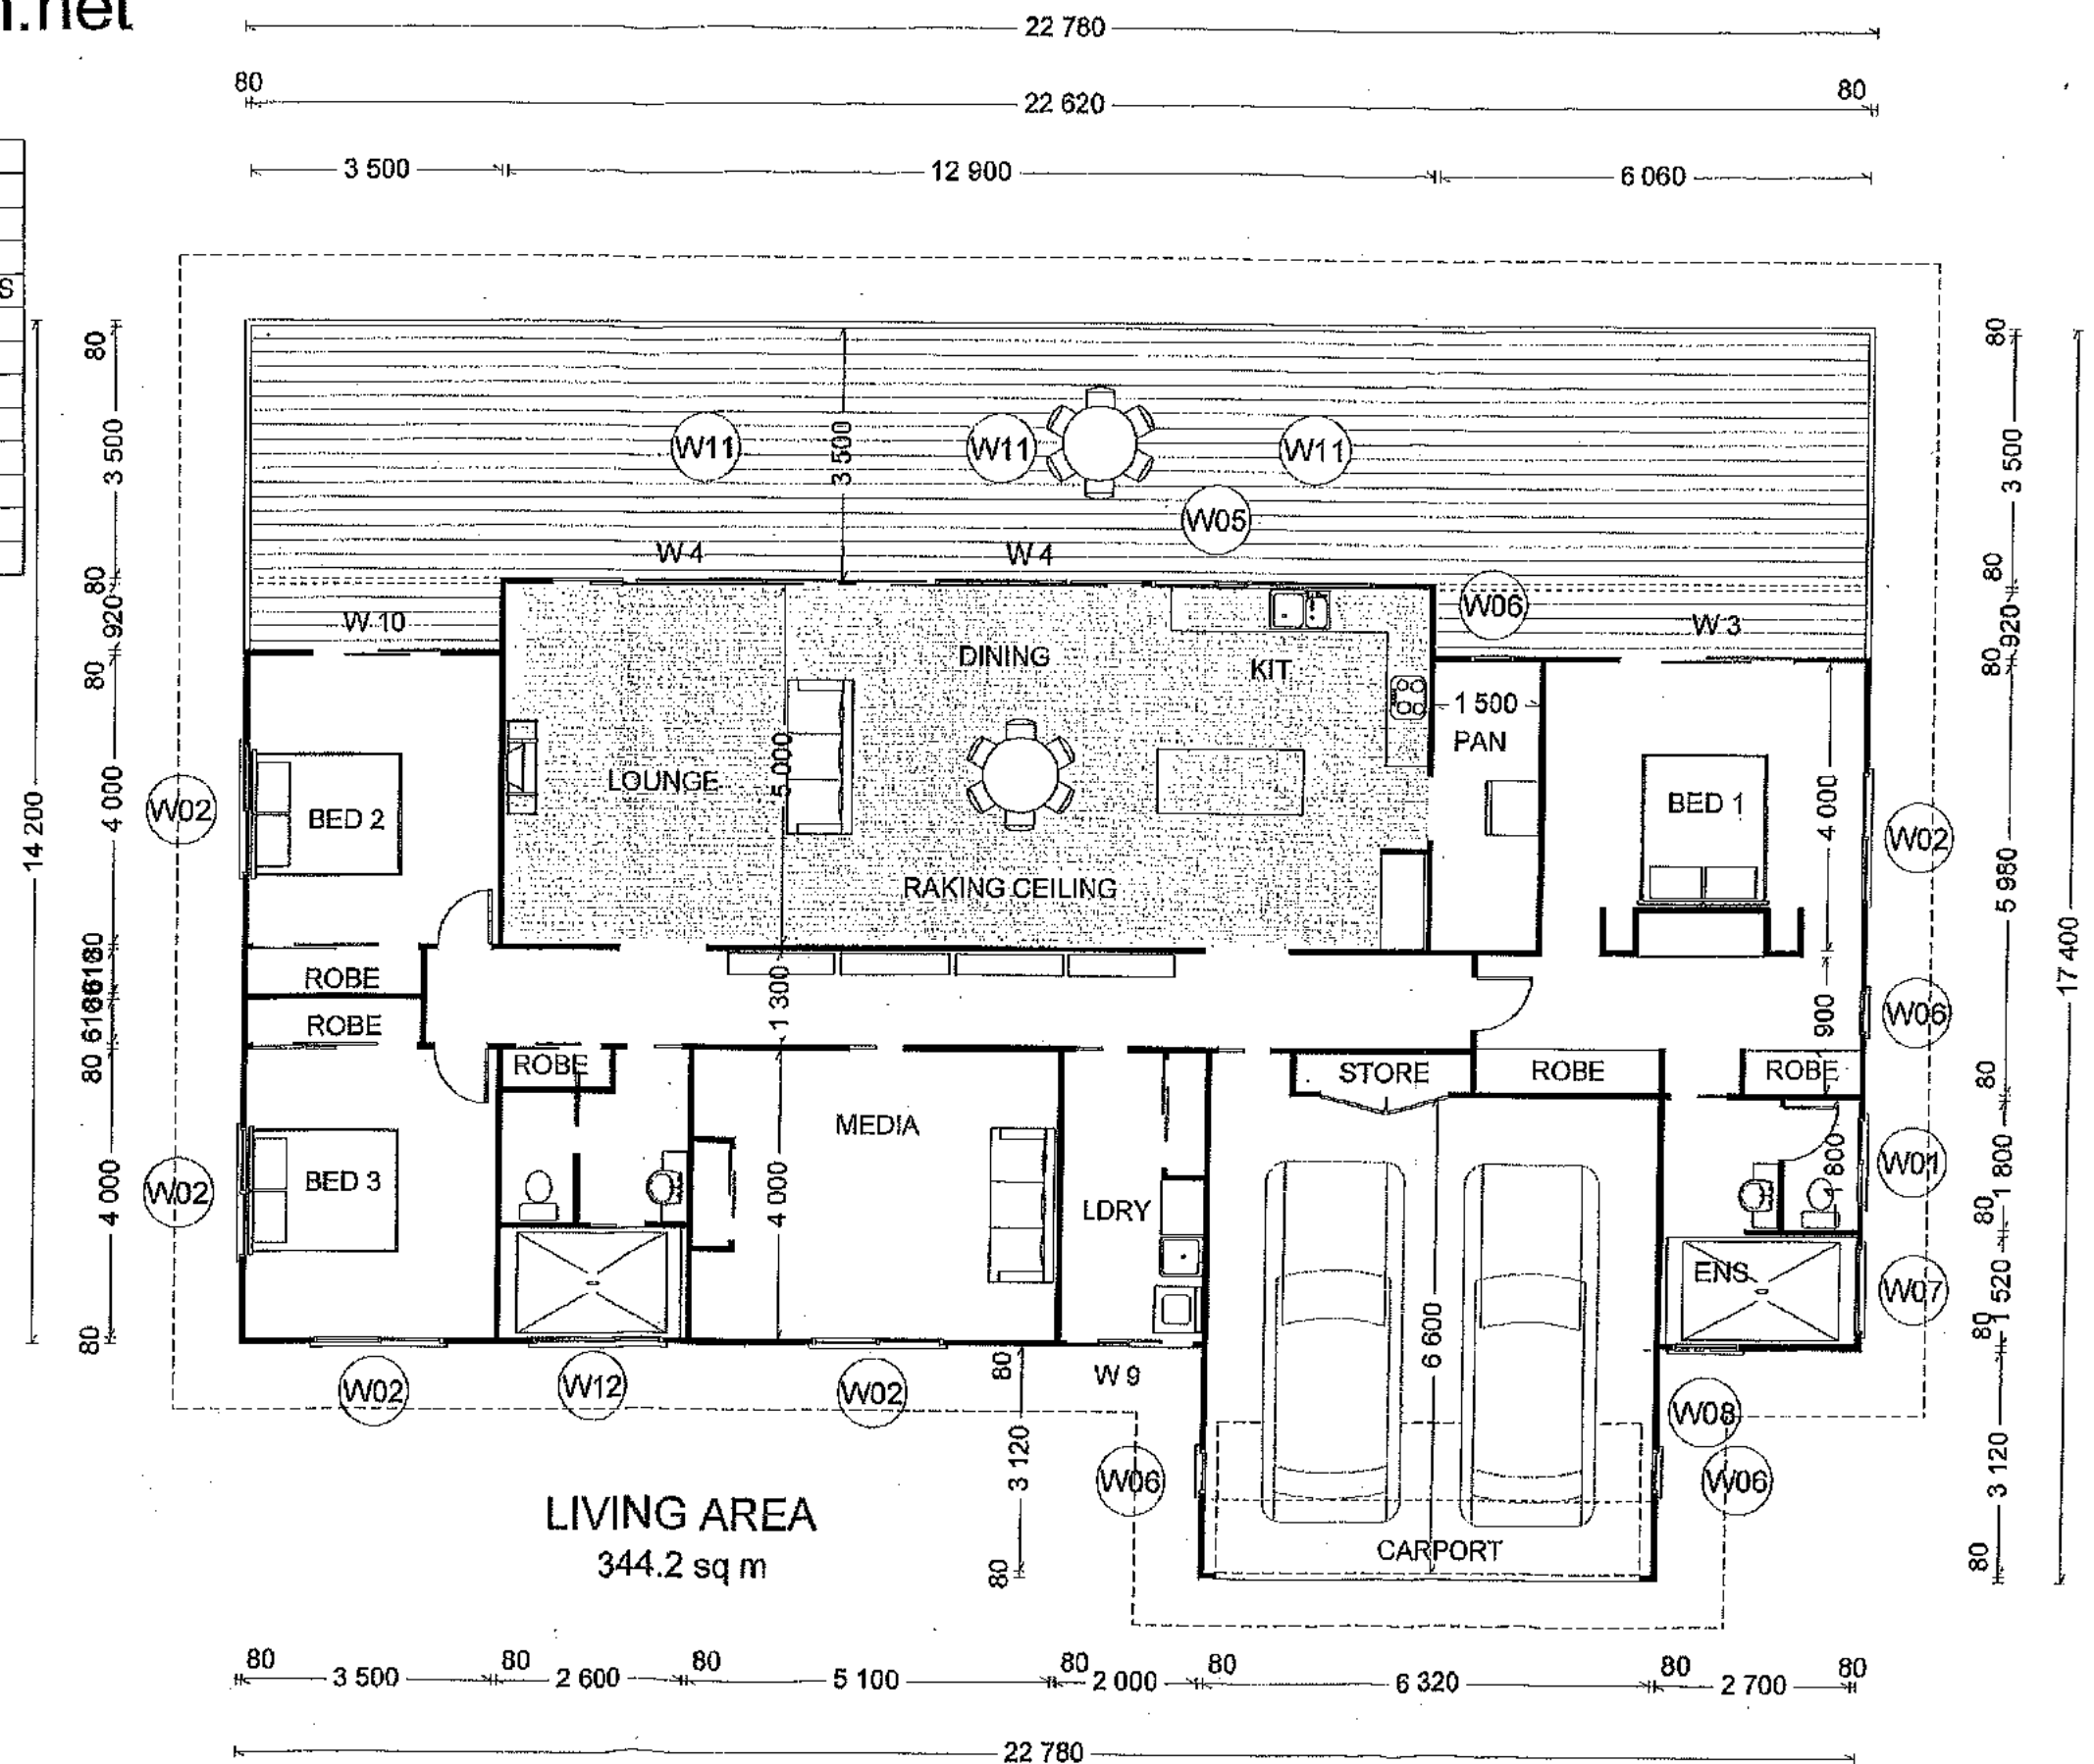 22 780
80
22 620
80
3 500
12 900
6 060
S
80
3 500
80
920
80
4 000
80
4 000
80
14 200
W11
3 500
W11
W11
W05
W 4
W 4
W 10
W06
W 3
80
3 500
80
920
80
DINING
KIT
1 500
PAN
LOUNGE
5 000
BED 2
BED 1
4 000
W02
W02
5 980
17 400
RAKING CEILING
ROBE
ROBE
1 300
900
W06
ROBE
STORE
ROBE
ROBE
80
MEDIA
BED 3
4 000
LDRY
1 800
W01
1 800
80
W02
ENS
W07
1 520
80
6 600
W02
W12
W02
80
W 9
W08
3 120
W06
W06
3 120
80
80
CARPORT
LIVING AREA
344.2 sq m
80
3 500
80
2 600
80
5 100
80
2 000
80
6 320
80
2 700
80
22 780